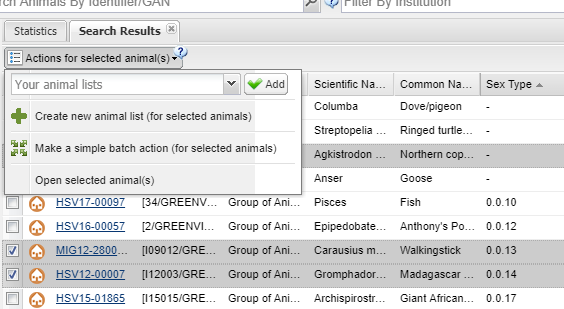 rch Animals By Identifier/GAN Filter By Institution
Statistics Search Results
Actions for selected animal(s)
Your animal lists Add Scientific Na... Common Na... Sex Type
Columba Dove/pigeon -
Create new animal list (for selected animals) Streptopelia ... Ringed turtle... -
Make a simple batch action (for selected animals) Agkistrodon ... Northern cop... -
Open selected animal(s) Anser Goose -
HSV17-00097 [34/GREENV... Group of Ani... Pisces Fish 0.0.10
HSV16-00057 [2/GREENVI... Group of Ani... Epipedobate... Anthony's Po... 0.0.12
MIG12-2800... [I09012/GRE... Group of Ani... Carausius m... Walkingstick 0.0.13
HSV12-00007 [I12003/GRE... Group of Ani... Gromphador... Madagascar ... 0.0.14
HSV15-01865 [I15015/GRE... Group of Ani... Archispirostr... Giant African... 0.0.17